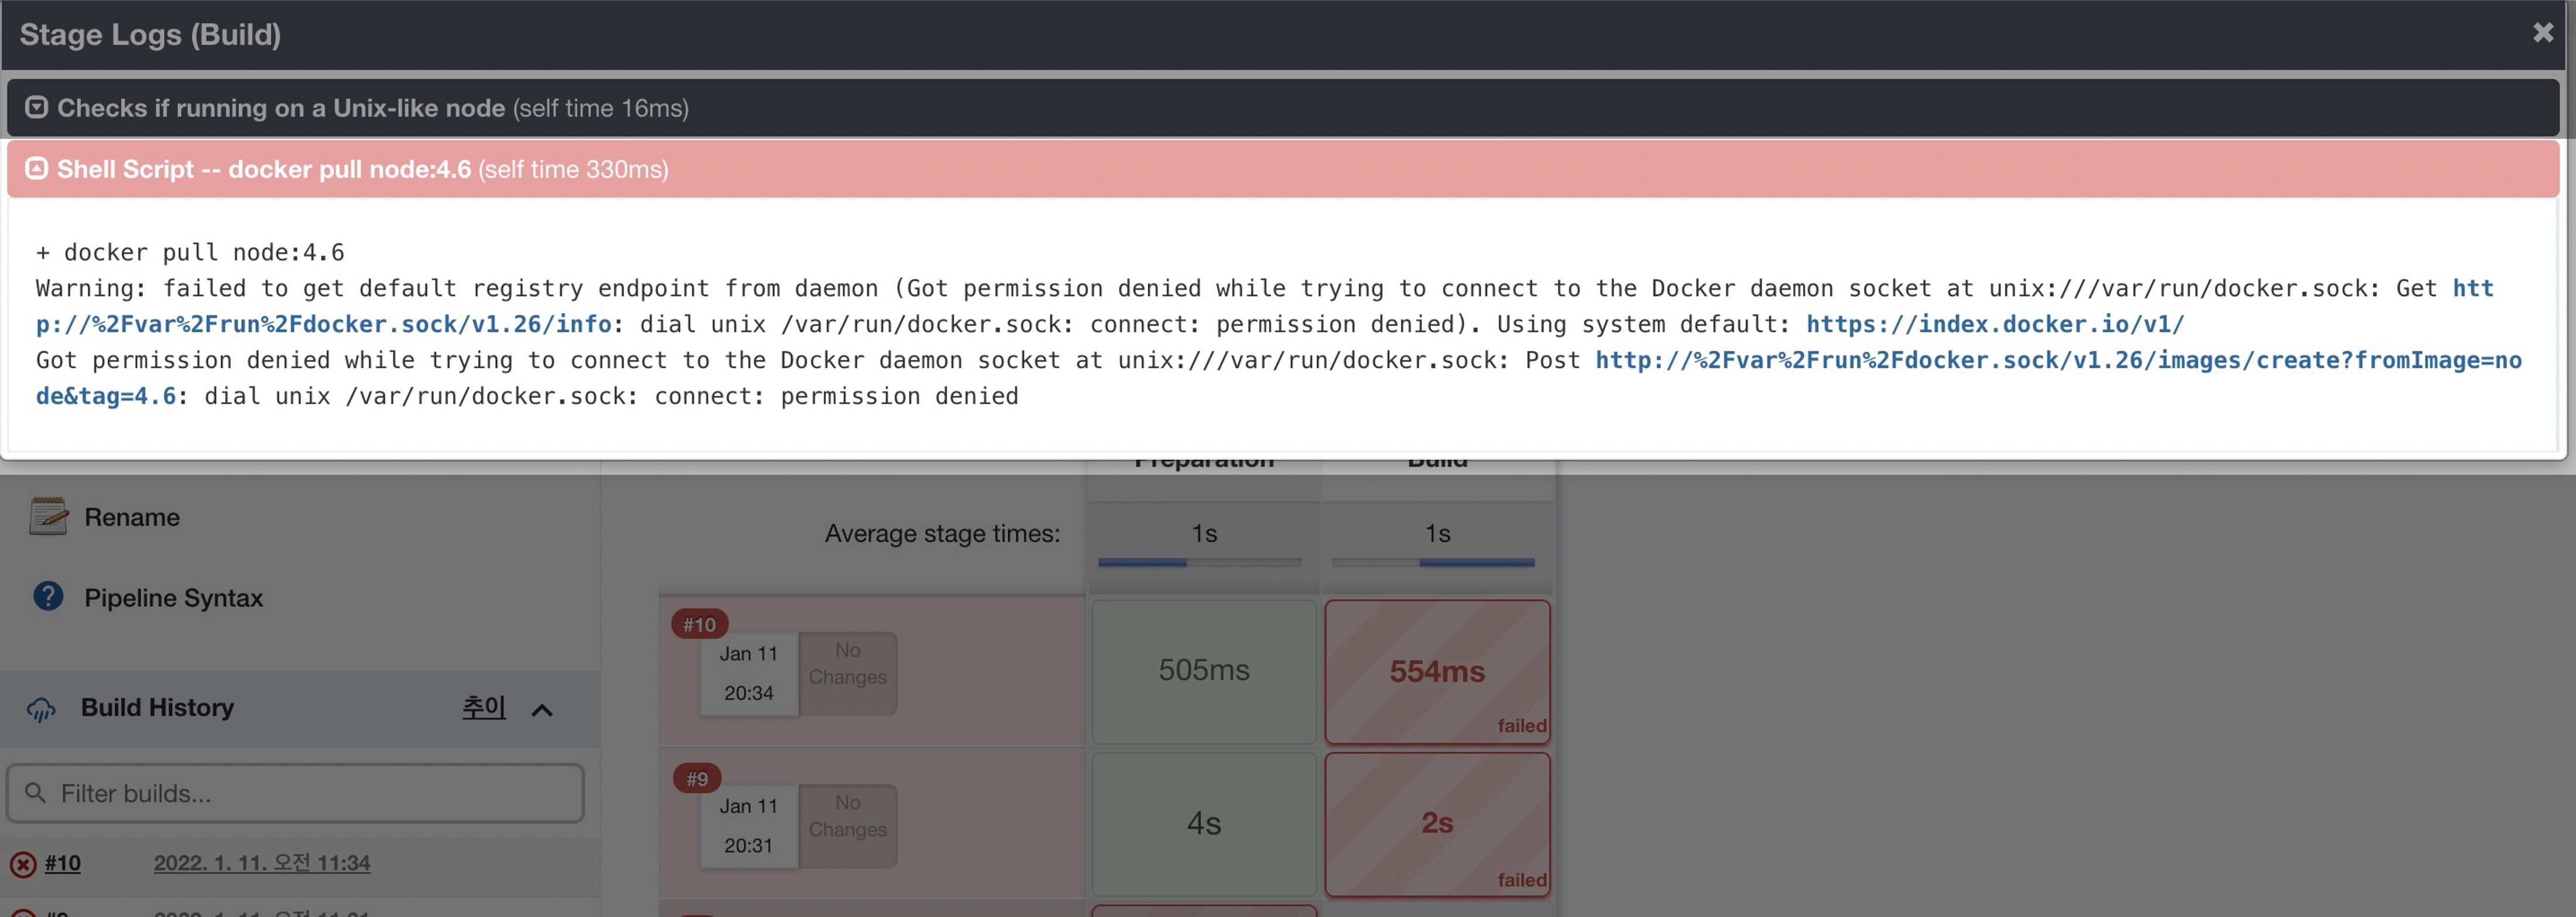 Stage Logs (Build)
Checks if running on a Unix-like node (self time 16ms)
Shell Script -- docker pull node:4.6 (self time 330ms)
+ docker pull node:4.6
Warning: failed to get default registry endpoint from daemon (Got permission denied while trying to connect to the Docker daemon socket at unix:///var/run/docker.sock: Get htt
p://%2Fvar%2Frun%2Fdocker.sock/v1.26/info: dial unix /var/run/docker.sock: connect: permission denied). Using system default: https://index.docker.io/v1/
Got permission denied while trying to connect to the Docker daemon socket at unix:///var/run/docker.sock: Post http://%2Fvar%2Frun%2Fdocker.sock/v1.26/images/create?fromImage=no
de&tag=4.6: dial unix /var/run/docker.sock: connect: permission denied
Preparation Build
Rename
Pipeline Syntax
Build History 추이
Filter builds...
#10 2022. 1. 11. 오전 11:34
Average stage times: 1s 1s
#10
Jan 11
20:34
No
Changes
505ms
554ms
failed
#9
Jan 11
20:31
No
Changes
4s
2s
failed